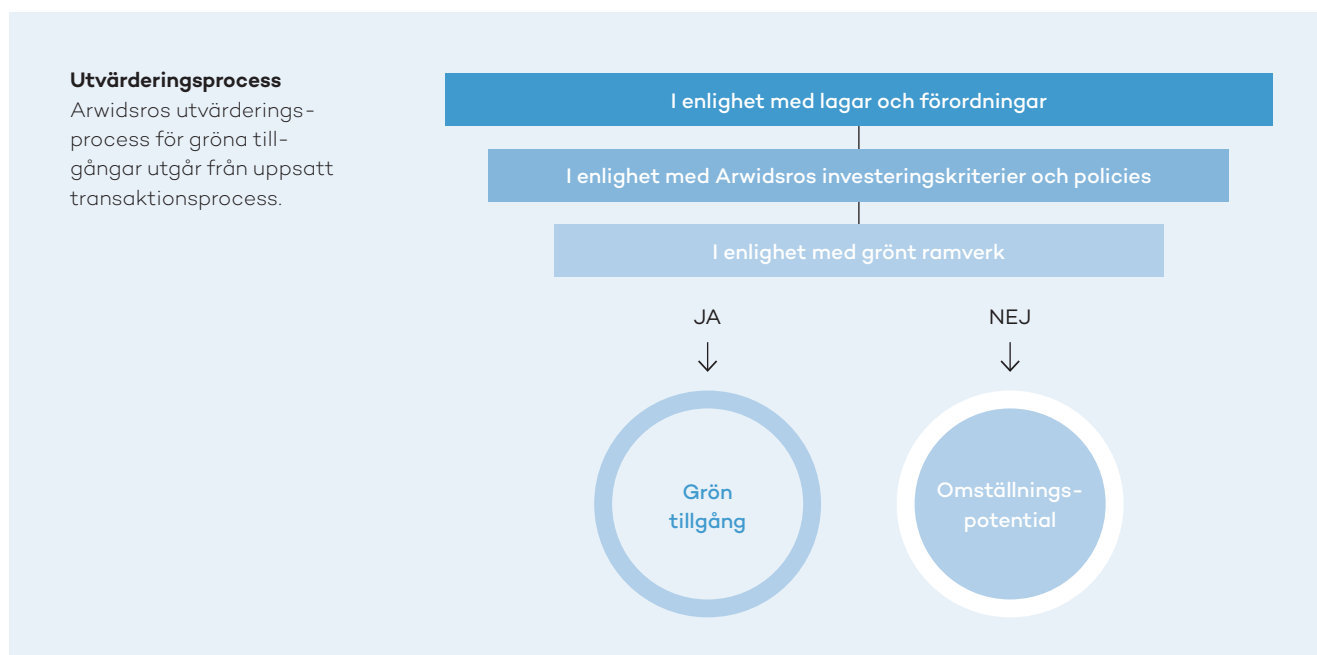 Utvärderingsprocess
Arwidsros utvärderings-
process för gröna till-
gångar utgår från uppsatt
transaktionsprocess.
I enlighet med lagar och förordningar
I enlighet med Arwidsros investeringskriterier och policies
I enlighet med grönt ramverk
JA
NEJ
Grön
tillgång
Omställnings-
potential